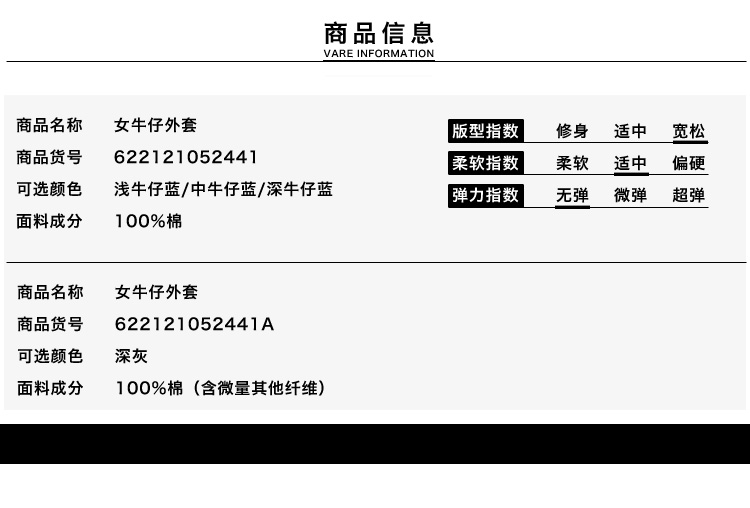 商品信息
VARE INFORMATION
商品名称 女牛仔外套
商品货号 622121052441
可选颜色 浅牛仔蓝/中牛仔蓝/深牛仔蓝
面料成分 100%棉
版型指数 修身 适中 宽松
柔软指数 柔软 适中 偏硬
弹力指数 无弹 微弹 超弹
商品名称 女牛仔外套
商品货号 622121052441A
可选颜色 深灰
面料成分 100%棉（含微量其他纤维）